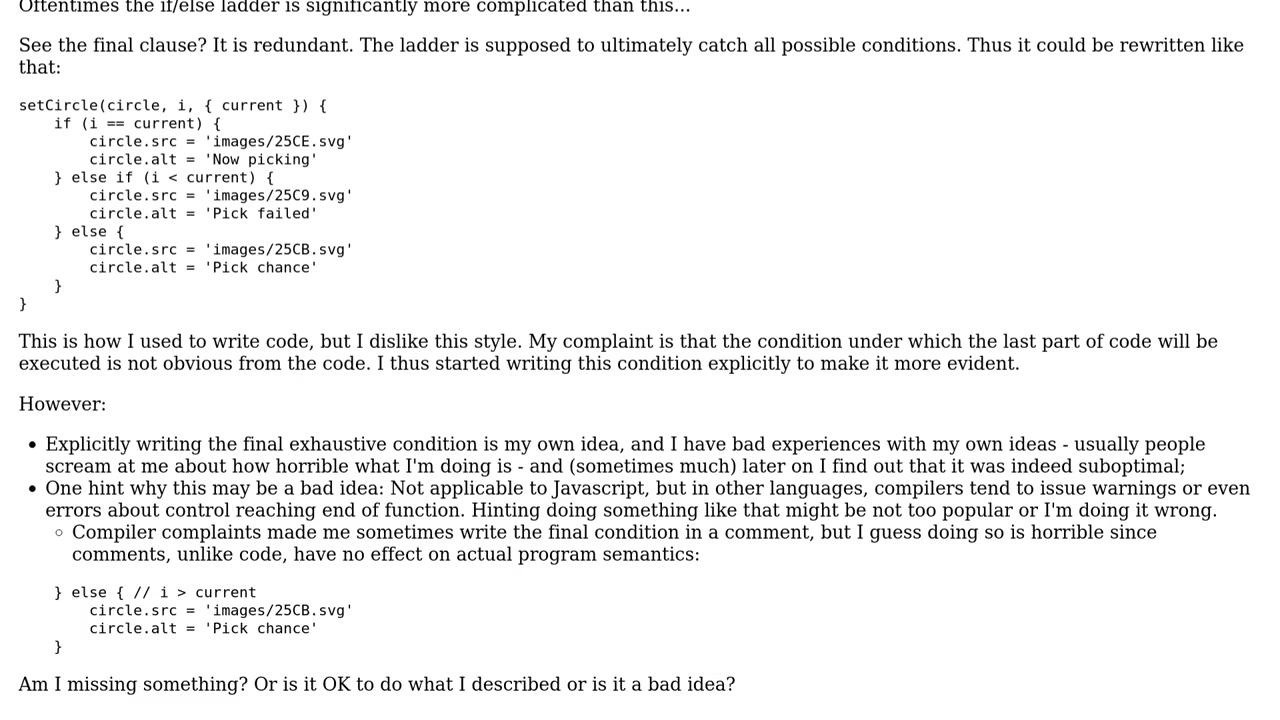 Oftentimes the if/else ladder is significantly more complicated than this...
See the final clause? It is redundant. The ladder is supposed to ultimately catch all possible conditions. Thus it could be rewritten like
that:
setCircle(circle, i, { current }) {
    if (i == current) {
        circle.src = 'images/25CE.svg'
        circle.alt = 'Now picking'
    } else if (i < current) {
        circle.src = 'images/25C9.svg'
        circle.alt = 'Pick failed'
    } else {
        circle.src = 'images/25CB.svg'
        circle.alt = 'Pick chance'
    }
}
This is how I used to write code, but I dislike this style. My complaint is that the condition under which the last part of code will be
executed is not obvious from the code. I thus started writing this condition explicitly to make it more evident.
However:
• Explicitly writing the final exhaustive condition is my own idea, and I have bad experiences with my own ideas - usually people
scream at me about how horrible what I'm doing is - and (sometimes much) later on I find out that it was indeed suboptimal;
• One hint why this may be a bad idea: Not applicable to Javascript, but in other languages, compilers tend to issue warnings or even
errors about control reaching end of function. Hinting doing something like that might be not too popular or I'm doing it wrong.
◦ Compiler complaints made me sometimes write the final condition in a comment, but I guess doing so is horrible since
comments, unlike code, have no effect on actual program semantics:
    } else { // i > current
        circle.src = 'images/25CB.svg'
        circle.alt = 'Pick chance'
    }
Am I missing something? Or is it OK to do what I described or is it a bad idea?